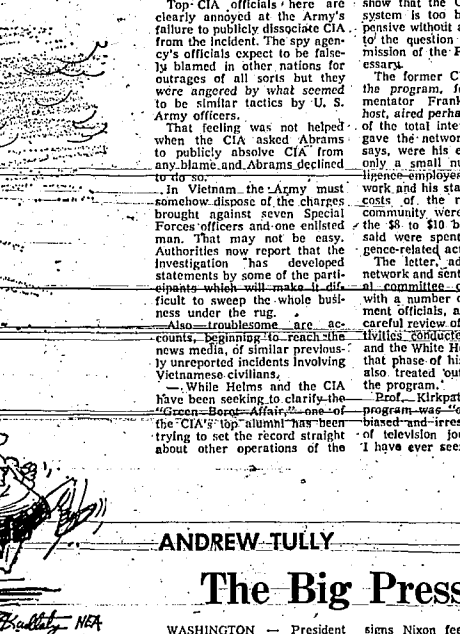 Top CIA officials here are
clearly annoyed at the Army's
failure to publicly dissociate CIA
from the incident. The spy agen-
cy's officials expect to be false-
ly blamed in other nations for
outrages of all sorts but they
were angered by what seemed
to be similar tactics by U. S.
Army officers.
That feeling was not helped
when the CIA asked Abrams
to publicly absolve CIA from
any blame and Abrams declined
to do so.
In Vietnam the Army must
somehow dispose of the charges
brought against seven Special
Forces officers and one enlisted
man. That may not be easy.
Authorities now report that the
investigation has developed
statements by some of the parti-
cipants which will make it dif-
ficult to sweep the whole busi-
ness under the rug.
Also troublesome are ac-
counts, beginning to reach the
news media, of similar previous-
ly unreported incidents involving
Vietnamese civilians.
—While Helms and the CIA
have been seeking to clarify the
"Green Beret Affair," one of
the CIA's top alumni has been
trying to set the record straight
about other operations of the
show that the
system is too
pensive without a
to the question
mission of the
essary.
The former
the program,
mentator Frank
host, aired perha
of the total inte
gave the networ
says, were his e
only a small nu
ligence employe
work and his sta
costs of the
community were
the $8 to $10 b
said were spent
pence-related ac
The letter, ad
network and sent
al committee
with a number
ment officials, a
careful review of
tivities conducte
and the White H
that phase of his
also treated out
the program."
Prof. Kirkpat
program was
biased and irres
of television jo
I have ever see
Bradley NEA
ANDREW TULLY
The Big Press
WASHINGTON — President
signs Nixon fee